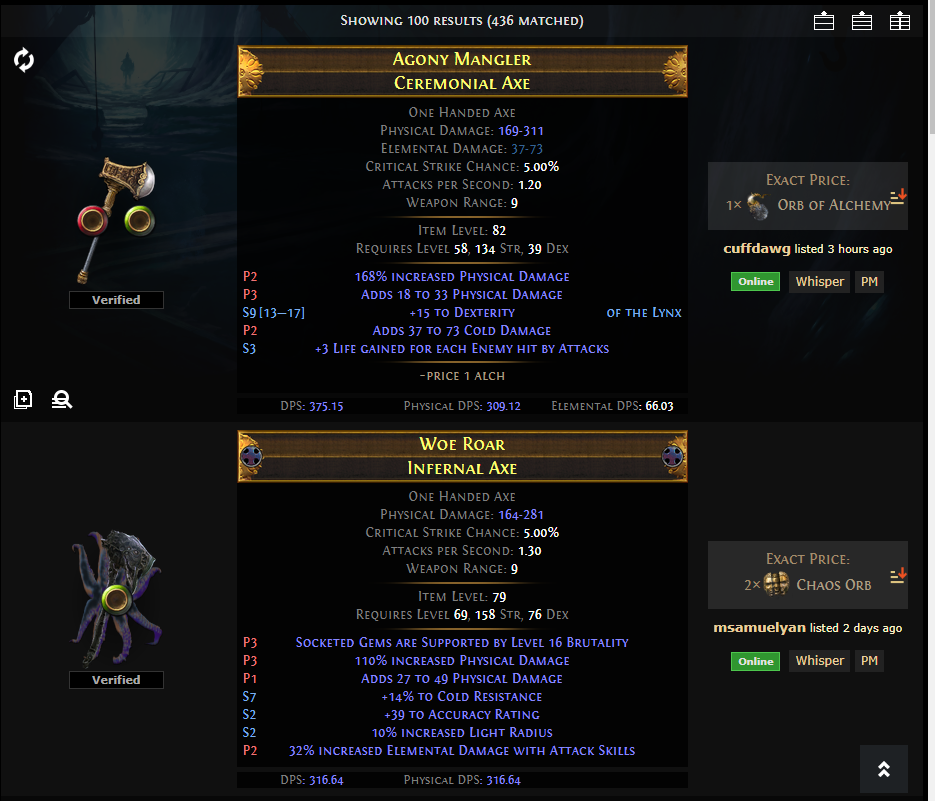 Showing 100 results (436 matched)
Agony Mangler
Ceremonial Axe
One Handed Axe
Physical Damage: 169-311
Elemental Damage: 37-73
Critical Strike Chance: 5.00%
Attacks per Second: 1.20
Weapon Range: 9
Item Level: 82
Requires Level 58, 134 Str, 39 Dex
P2 168% increased Physical Damage
P3 Adds 18 to 33 Physical Damage
S9 [13—17] +15 to Dexterity of the Lynx
P2 Adds 37 to 73 Cold Damage
S3 +3 Life gained for each Enemy hit by Attacks
~price 1 alch
DPS: 375.15 Physical DPS: 309.12 Elemental DPS: 66.03
Verified
Exact Price:
1× Orb of Alchemy
cuffdawg listed 3 hours ago
Online Whisper PM
Woe Roar
Infernal Axe
One Handed Axe
Physical Damage: 164-281
Critical Strike Chance: 5.00%
Attacks per Second: 1.30
Weapon Range: 9
Item Level: 79
Requires Level 69, 158 Str, 76 Dex
P3 Socketed Gems are Supported by Level 16 Brutality
P3 110% increased Physical Damage
P1 Adds 27 to 49 Physical Damage
S7 +14% to Cold Resistance
S2 +39 to Accuracy Rating
S2 10% increased Light Radius
P2 32% increased Elemental Damage with Attack Skills
DPS: 316.64 Physical DPS: 316.64
Verified
Exact Price:
2× Chaos Orb
msamuelyan listed 2 days ago
Online Whisper PM